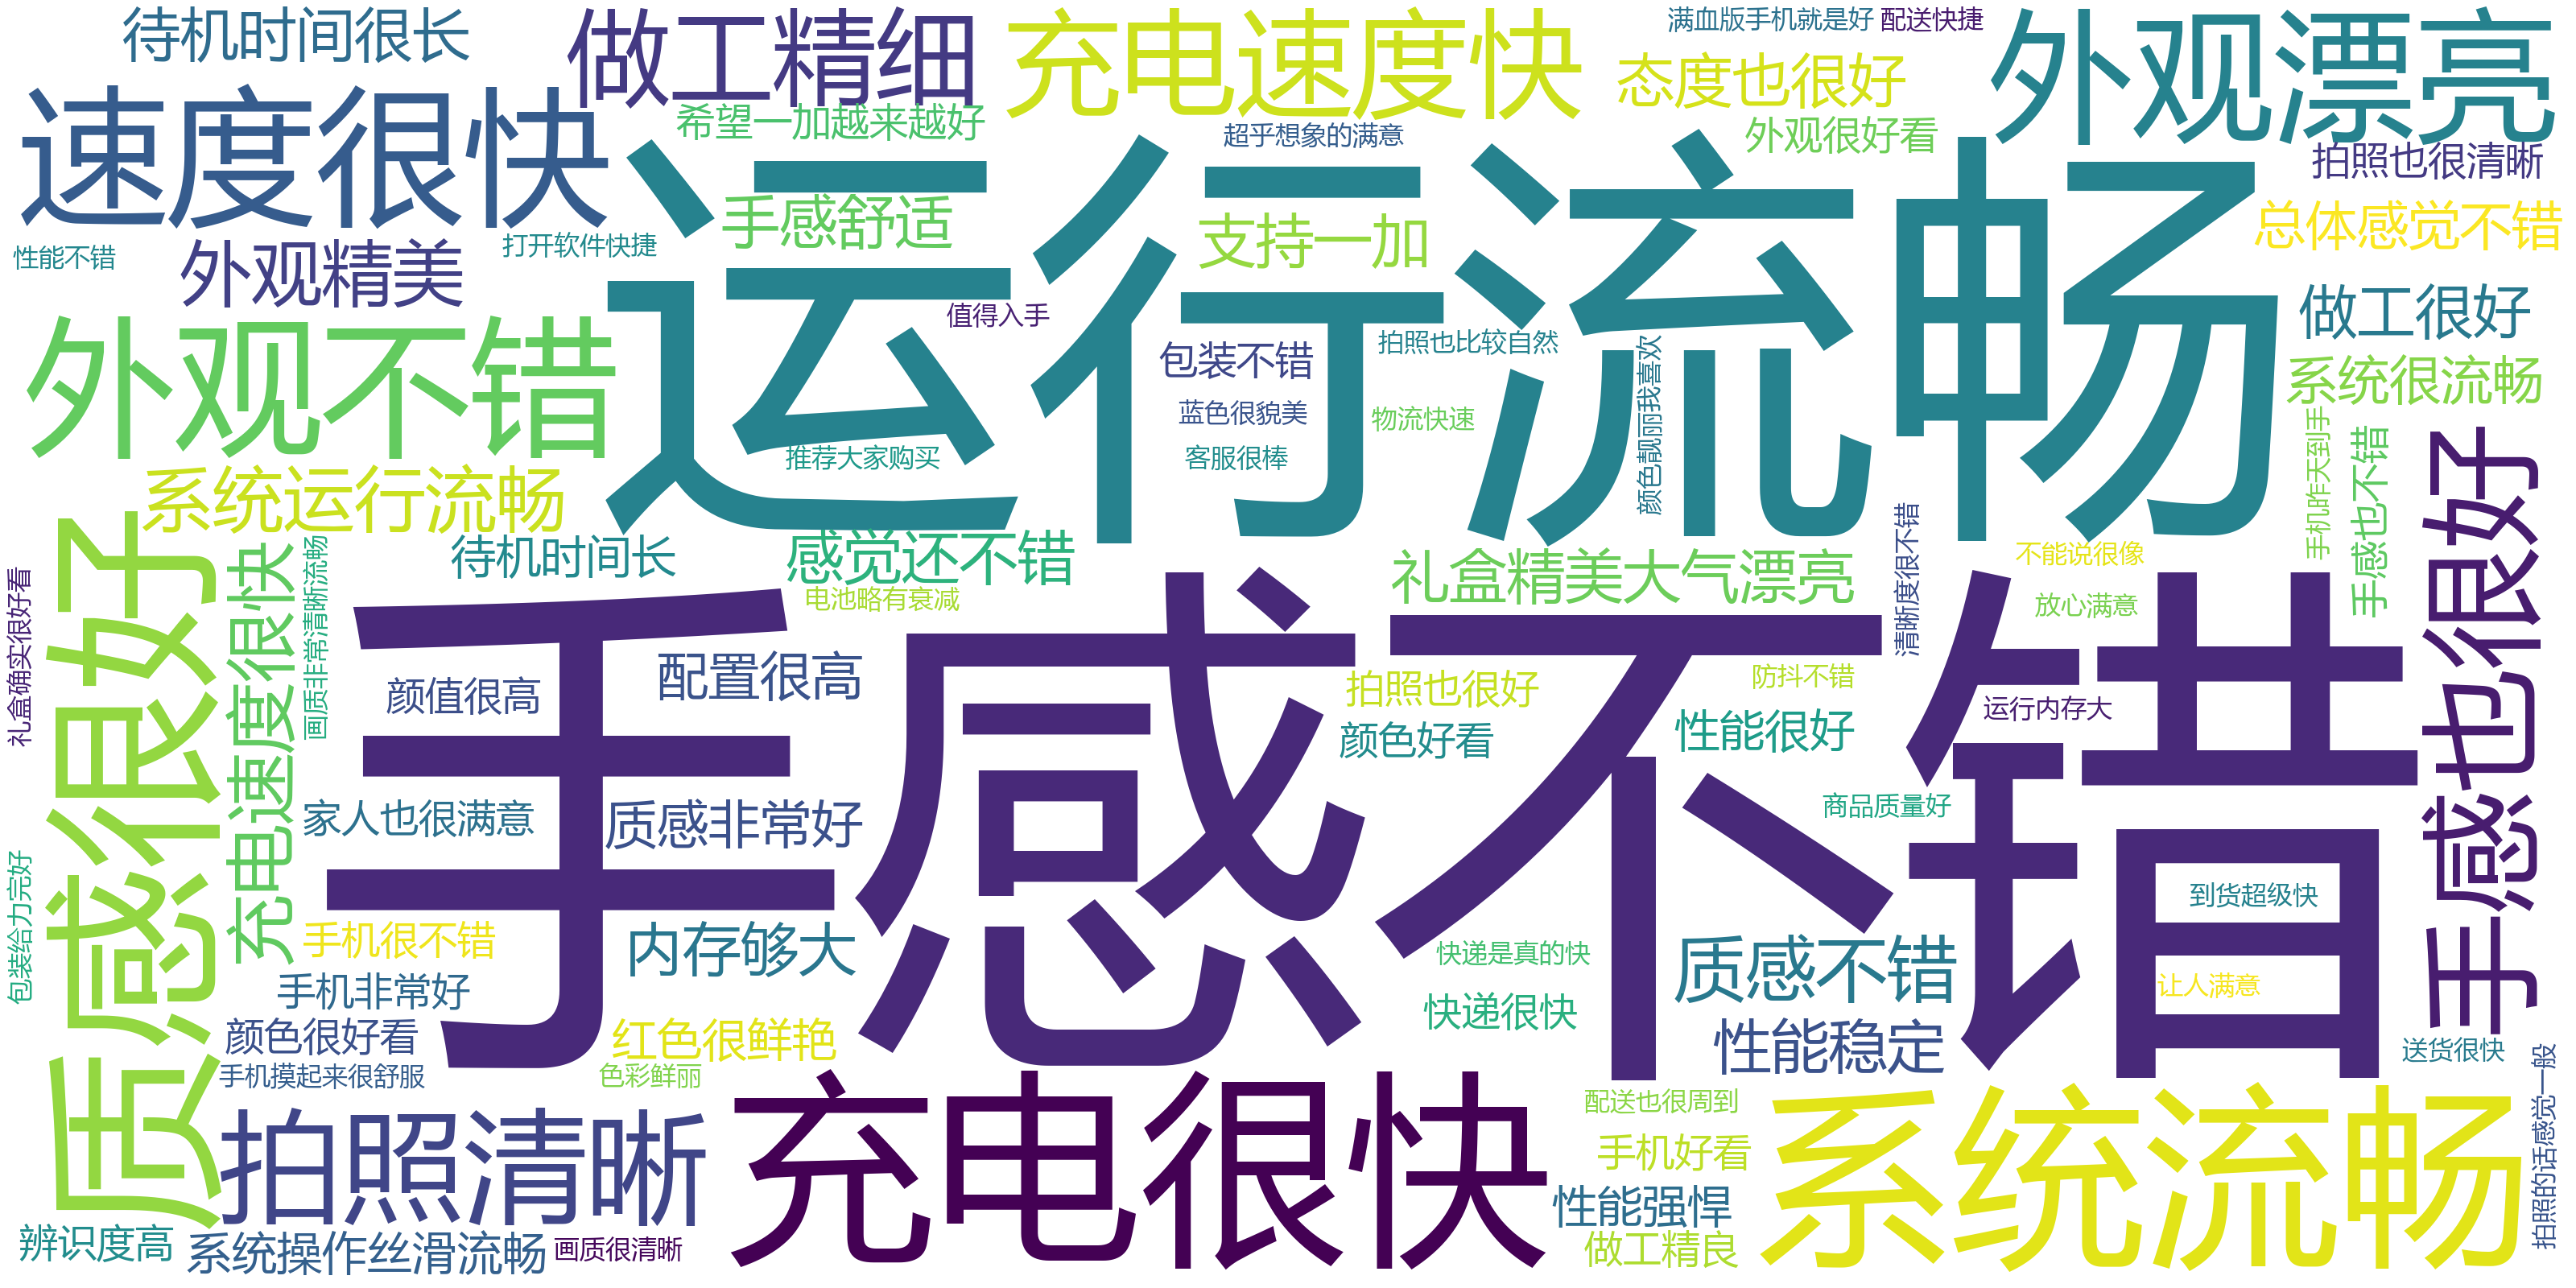 待机时间很长
做工精细
充电速度快
满血版手机就是好
配送快捷
外观漂亮
态度也很好
速度很快
希望一加越来越好
超乎想象的满意
外观很好看
拍照也很清晰
运行流畅
手感舒适
支持一加
总体感觉不错
性能不错
外观精美
打开软件快捷
值得入手
做工很好
外观不错
包装不错
拍照也比较自然
颜色靓丽我喜欢
系统很流畅
蓝色很貌美
物流快速
推荐大家购买
客服很棒
手机昨天到手
手感也不错
手感也很好
系统运行流畅
质感很好
充电速度很快
画质非常清晰流畅
待机时间长
感觉还不错
礼盒精美大气漂亮
清晰度很不错
不能说很像
礼盒确实很好看
电池略有衰减
放心满意
手感不错
颜值很高
配置很高
拍照也很好
防抖不错
运行内存大
颜色好看
性能很好
家人也很满意
质感非常好
商品质量好
包装给力完好
到货超级快
手机很不错
内存够大
快递是真的快
质感不错
让人满意
手机非常好
快递很快
颜色很好看
红色很鲜艳
性能稳定
送货很快
手机摸起来很舒服
色彩鲜丽
拍照的话感觉一般
充电很快
配送也很周到
系统流畅
拍照清晰
手机好看
性能强悍
辨识度高
系统操作丝滑流畅
画质很清晰
做工精良